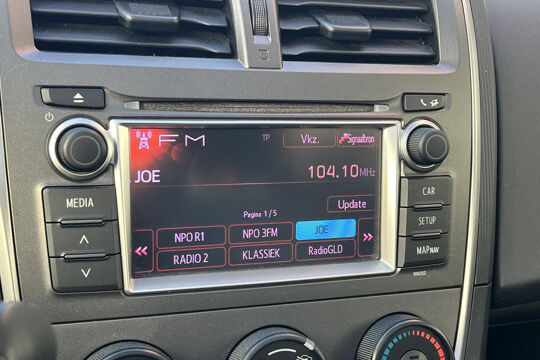 FM TP Vkz. Signaalbron
JOE 104.10 MHz
Update
Pagina 1 / 5
NPO R1 NPO 3FM JOE
RADIO 2 KLASSIEK RadioGLD
MEDIA
CAR
SETUP
MAP NAV
100252